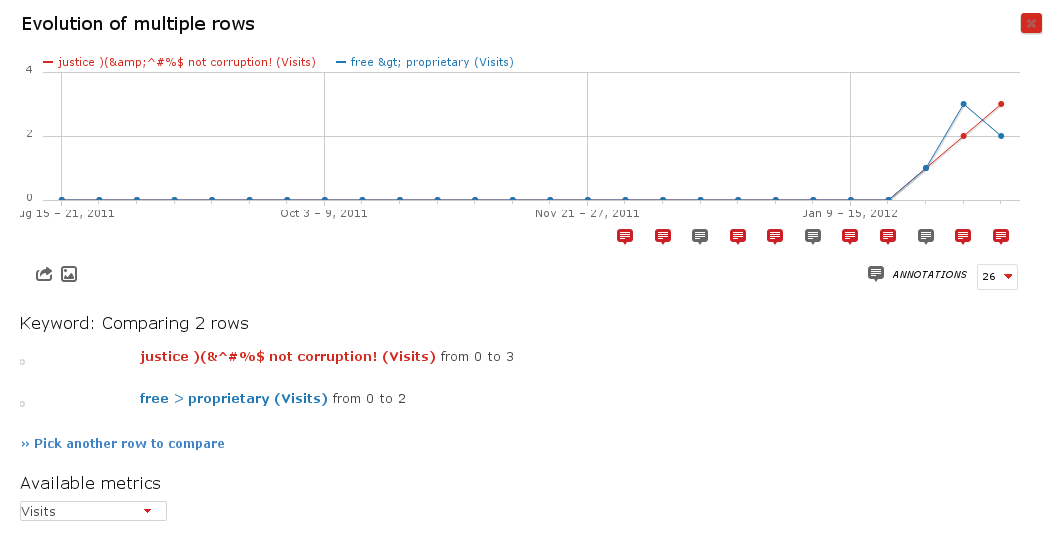 Evolution of multiple rows
justice )(&amp;^#%$ not corruption! (Visits) free &gt; proprietary (Visits)
4
2
0
ug 15 – 21, 2011 Oct 3 – 9, 2011 Nov 21 – 27, 2011 Jan 9 – 15, 2012
ANNOTATIONS 26
Keyword: Comparing 2 rows
justice )(&^#%$ not corruption! (Visits) from 0 to 3
free > proprietary (Visits) from 0 to 2
» Pick another row to compare
Available metrics
Visits